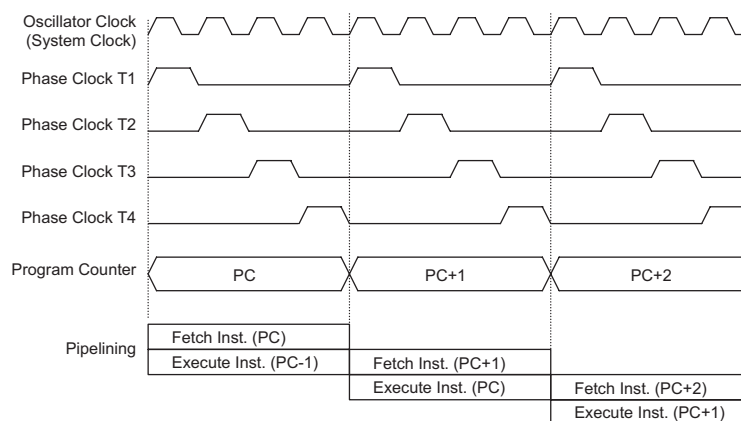 Oscillator Clock
(System Clock)
Phase Clock T1
Phase Clock T2
Phase Clock T3
Phase Clock T4
Program Counter
PC
PC+1
PC+2
Pipelining
Fetch Inst. (PC)
Execute Inst. (PC-1)
Fetch Inst. (PC+1)
Execute Inst. (PC)
Fetch Inst. (PC+2)
Execute Inst. (PC+1)